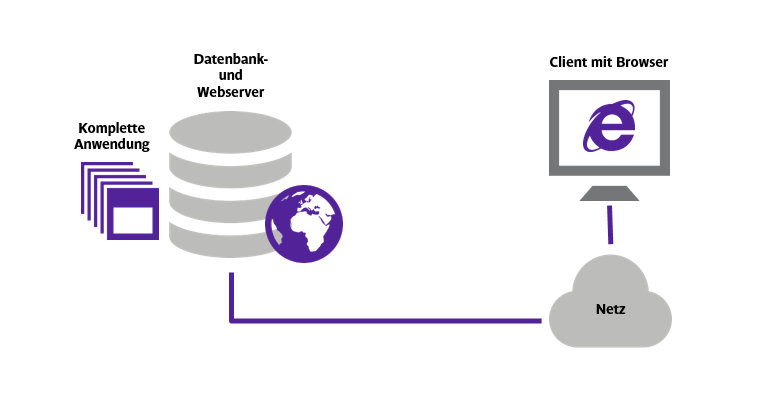 Datenbank-
und
Webserver
Client mit Browser
Komplette
Anwendung
Netz